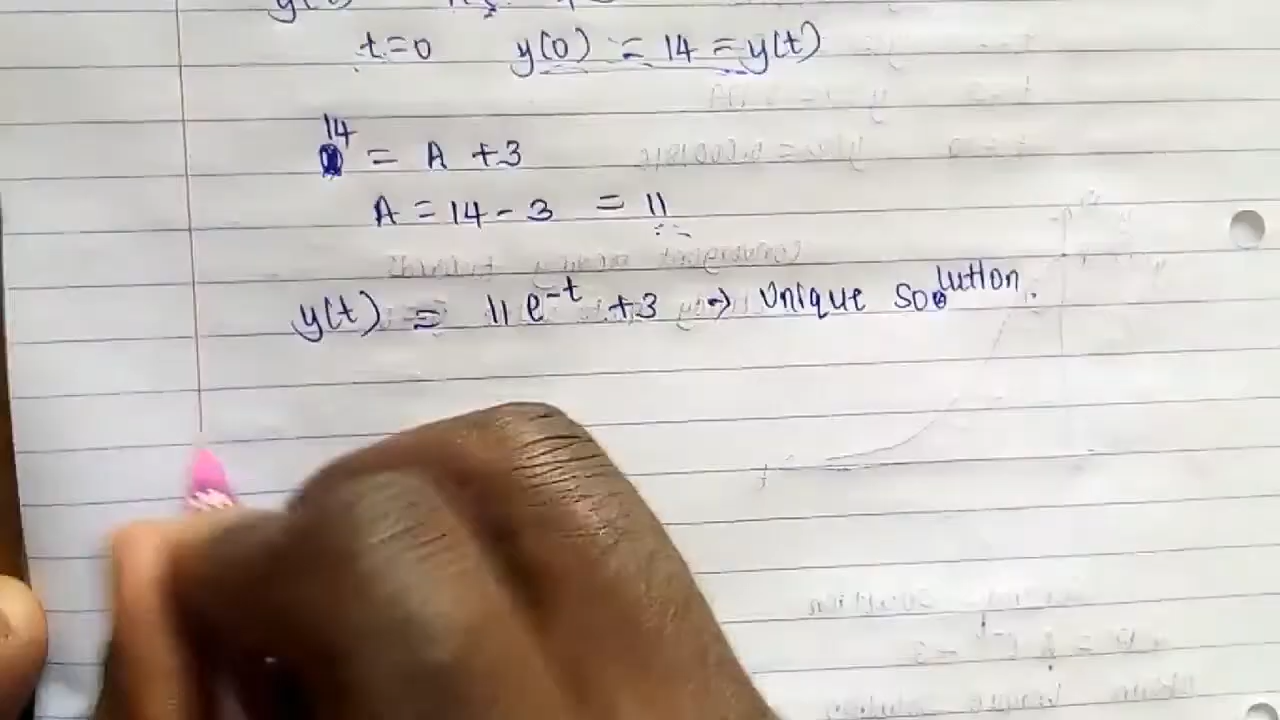 t=0 y(0) = 14 = y(t)
14
= A +3
A = 14 - 3 = 11
y(t) = 11 e^-t + 3 → Unique Solution.